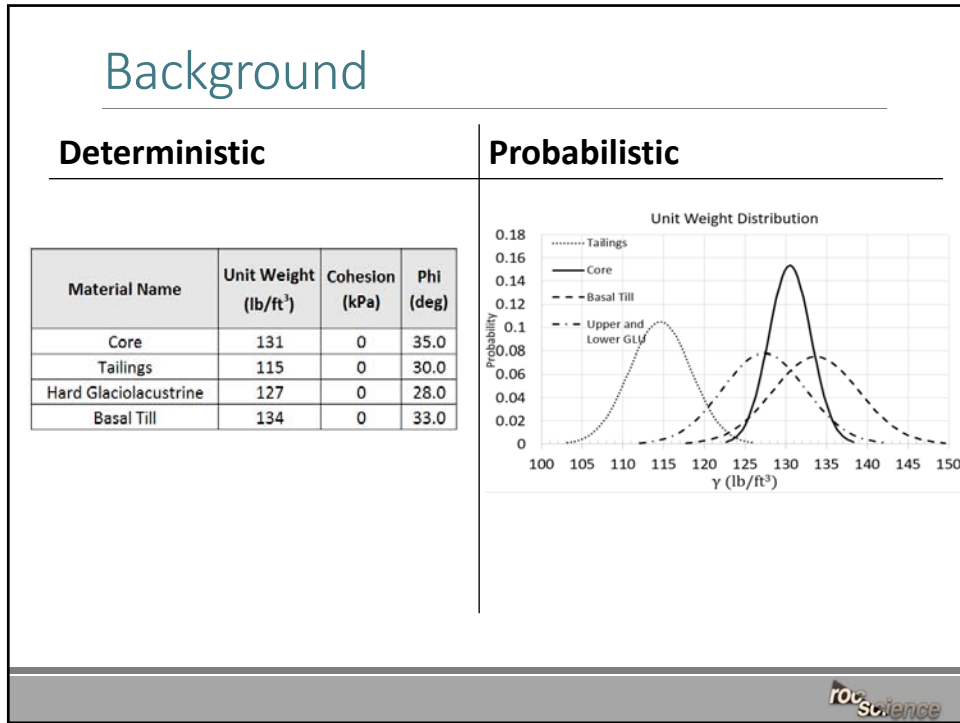 Background
Deterministic
Probabilistic
Material Name Unit Weight (lb/ft³) Cohesion (kPa) Phi (deg)
Core 131 0 35.0
Tailings 115 0 30.0
Hard Glaciolacustrine 127 0 28.0
Basal Till 134 0 33.0
Unit Weight Distribution
0.18
0.16
0.14
0.12
0.1
0.08
0.06
0.04
0.02
0
Probability
Tailings
Core
Basal Till
Upper and
Lower GLU
100 105 110 115 120 125 130 135 140 145 150
γ (lb/ft³)
rocscience